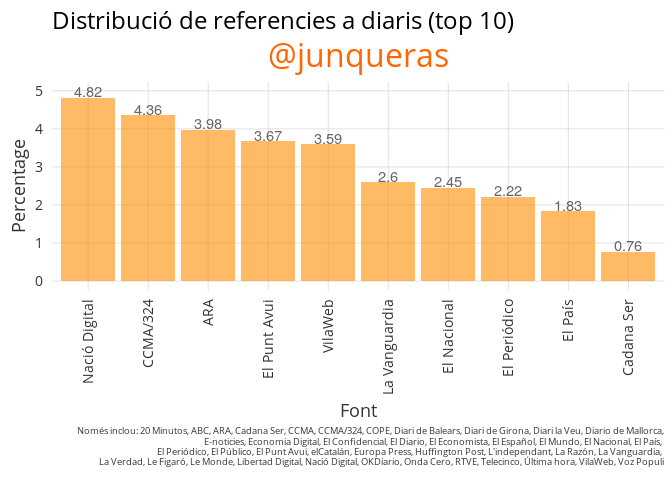 Distribució de referencies a diaris (top 10)
@junqueras
Percentage
5
4
3
2
1
0
4.82
4.36
3.98
3.67
3.59
2.6
2.45
2.22
1.83
0.76
Nació Digital
CCMA/324
ARA
El Punt Avui
VilaWeb
La Vanguardia
El Nacional
El Periódico
El País
Cadana Ser
Font
Només inclou: 20 Minutos, ABC, ARA, Cadana Ser, CCMA, CCMA/324, COPE, Diari de Balears, Diari de Girona, Diari la Veu, Diario de Mallorca,
E-noticies, Economia Digital, El Confidencial, El Diario, El Economista, El Español, El Mundo, El Nacional, El País,
El Periódico, El Público, El Punt Avui, elCatalán, Europa Press, Huffington Post, L'independant, La Razón, La Vanguardia,
La Verdad, Le Figaró, Le Monde, Libertad Digital, Nació Digital, OKDiario, Onda Cero, RTVE, Telecinco, Última hora, VilaWeb, Voz Populi